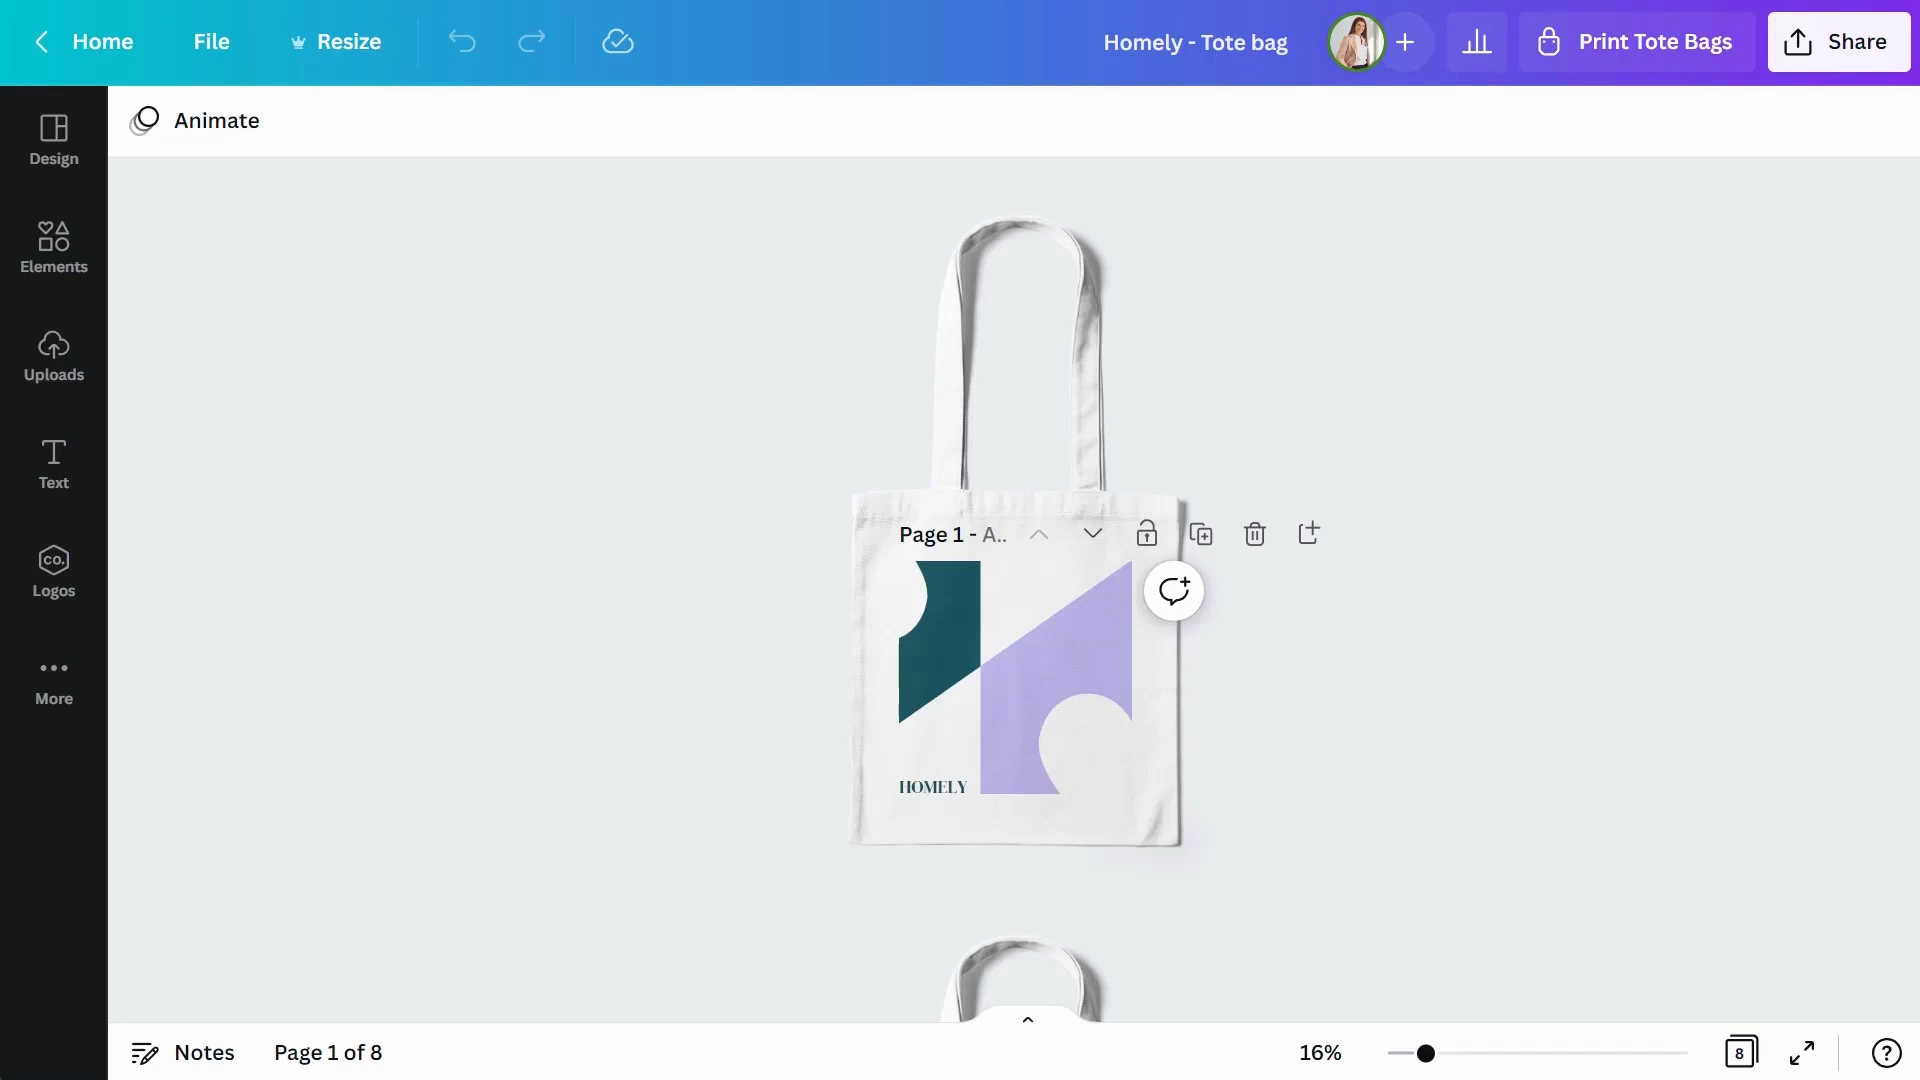 Home File Resize Homely - Tote bag Print Tote Bags Share
Design
Animate
Elements
Uploads
Text
CO.
Logos
More
Page 1 - A..
HOMELY
Notes Page 1 of 8 16% 8 ?